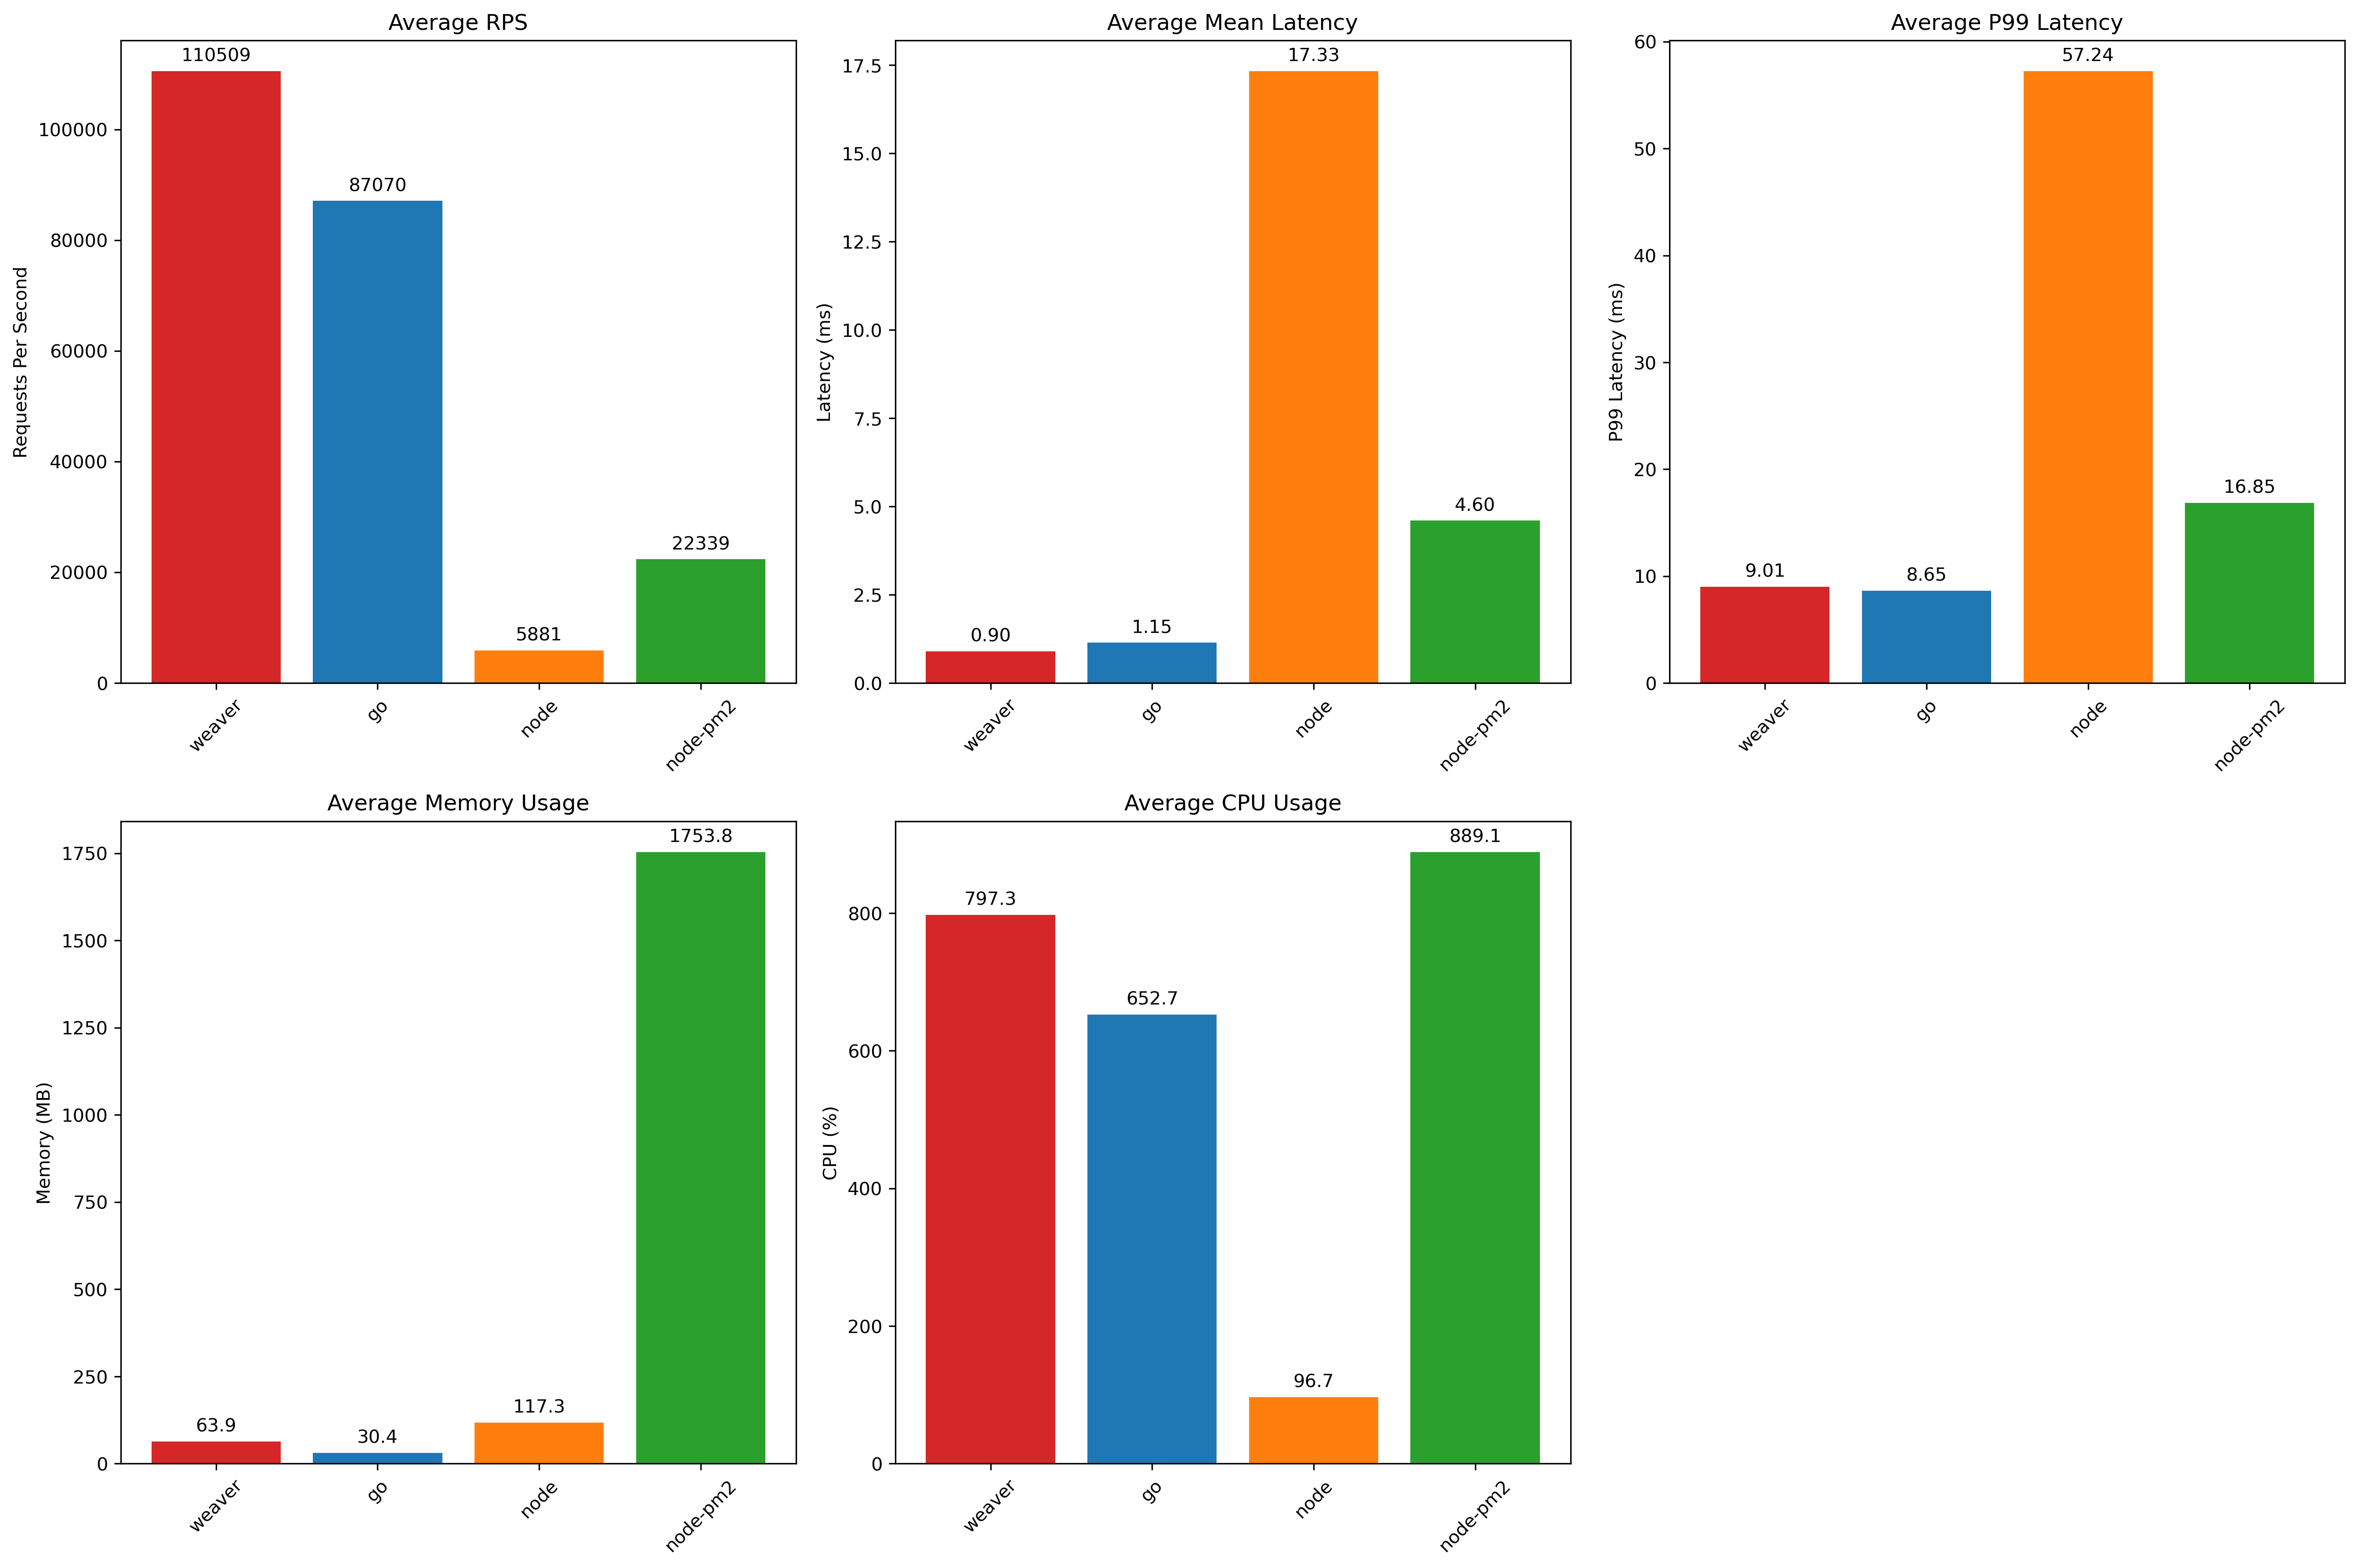 Average RPS
Requests Per Second
100000
80000
60000
40000
20000
0
110509
87070
5881
22339
weaver
go
node
node-pm2
Average Mean Latency
Latency (ms)
17.5
15.0
12.5
10.0
7.5
5.0
2.5
0.0
0.90
1.15
17.33
4.60
weaver
go
node
node-pm2
Average P99 Latency
P99 Latency (ms)
60
50
40
30
20
10
0
9.01
8.65
57.24
16.85
weaver
go
node
node-pm2
Average Memory Usage
Memory (MB)
1750
1500
1250
1000
750
500
250
0
63.9
30.4
117.3
1753.8
weaver
go
node
node-pm2
Average CPU Usage
CPU (%)
800
600
400
200
0
797.3
652.7
96.7
889.1
weaver
go
node
node-pm2